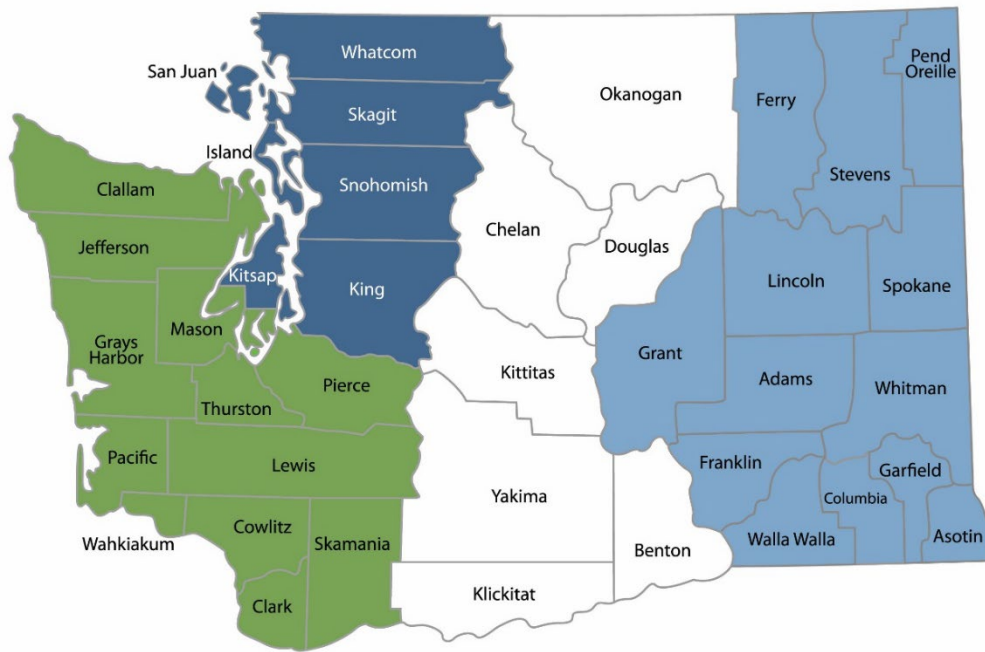 Whatcom
San Juan
Skagit
Island
Snohomish
Clallam
Jefferson
Kitsap
King
Mason
Grays
Harbor
Pierce
Thurston
Pacific
Lewis
Wahkiakum
Cowlitz
Skamania
Clark
Okanogan
Chelan
Douglas
Kittitas
Yakima
Klickitat
Benton
Ferry
Stevens
Pend
Oreille
Lincoln
Spokane
Grant
Adams
Whitman
Franklin
Garfield
Columbia
Walla Walla
Asotin